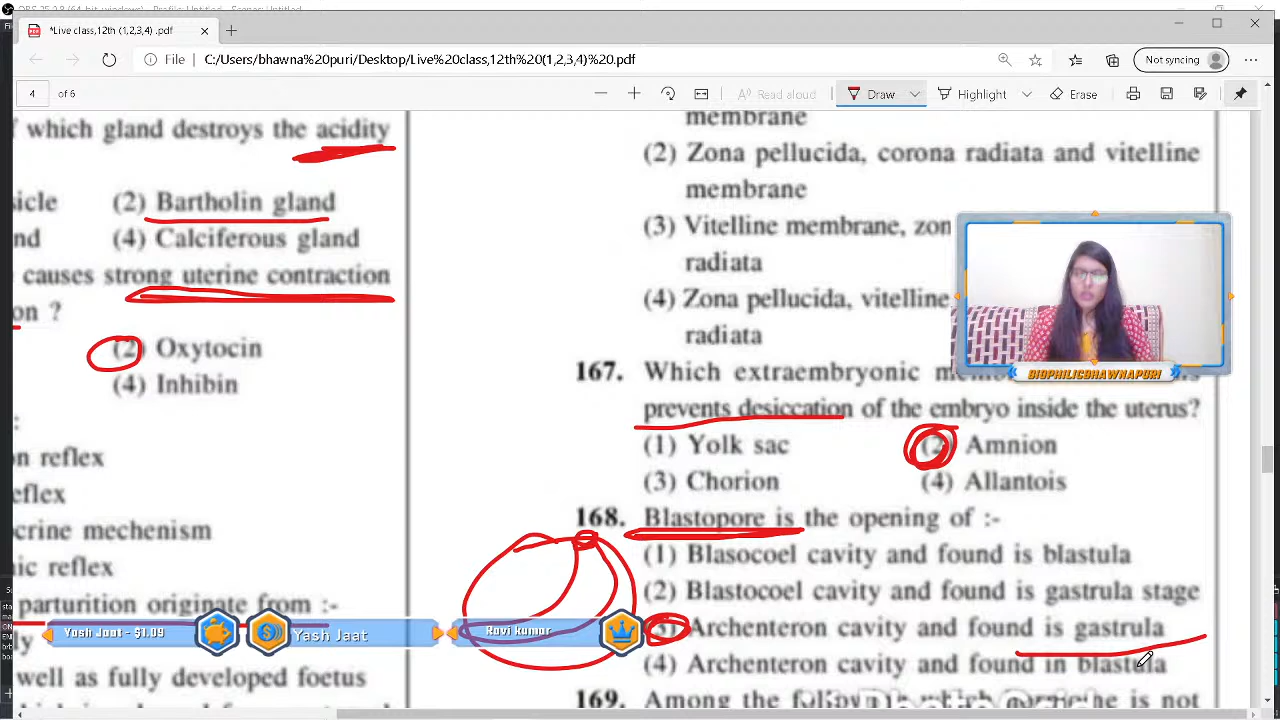 *Live class,12th (1,2,3,4) .pdf
File
C:/Users/bhawna%20puri/Desktop/Live%20class,12th%20(1,2,3,4)%20.pdf
Not syncing
4 of 6
Read aloud
Draw
Highlight
Erase
which gland destroys the acidity
(2) Bartholin gland
(4) Calciferous gland
causes strong uterine contraction
on ?
(2) Oxytocin
(4) Inhibin
:
n reflex
eflex
crine mechenism
ic reflex
parturition originate from :-
well as fully developed foetus
membrane
(2) Zona pellucida, corona radiata and vitelline
membrane
(3) Vitelline membrane, zon
radiata
(4) Zona pellucida, vitelline
radiata
167. Which extraembryonic
prevents desiccation of the embryo inside the uterus?
(1) Yolk sac
(2) Amnion
(3) Chorion
(4) Allantois
168. Blastopore is the opening of :-
(1) Blasocoel cavity and found is blastula
(2) Blastocoel cavity and found is gastrula stage
(3) Archenteron cavity and found is gastrula
(4) Archenteron cavity and found in blastula
169. Among the is not
BIOPHILICBHAWNAPURI
Yash Jaat - $1.09
Yash Jaat
Ravi kumar